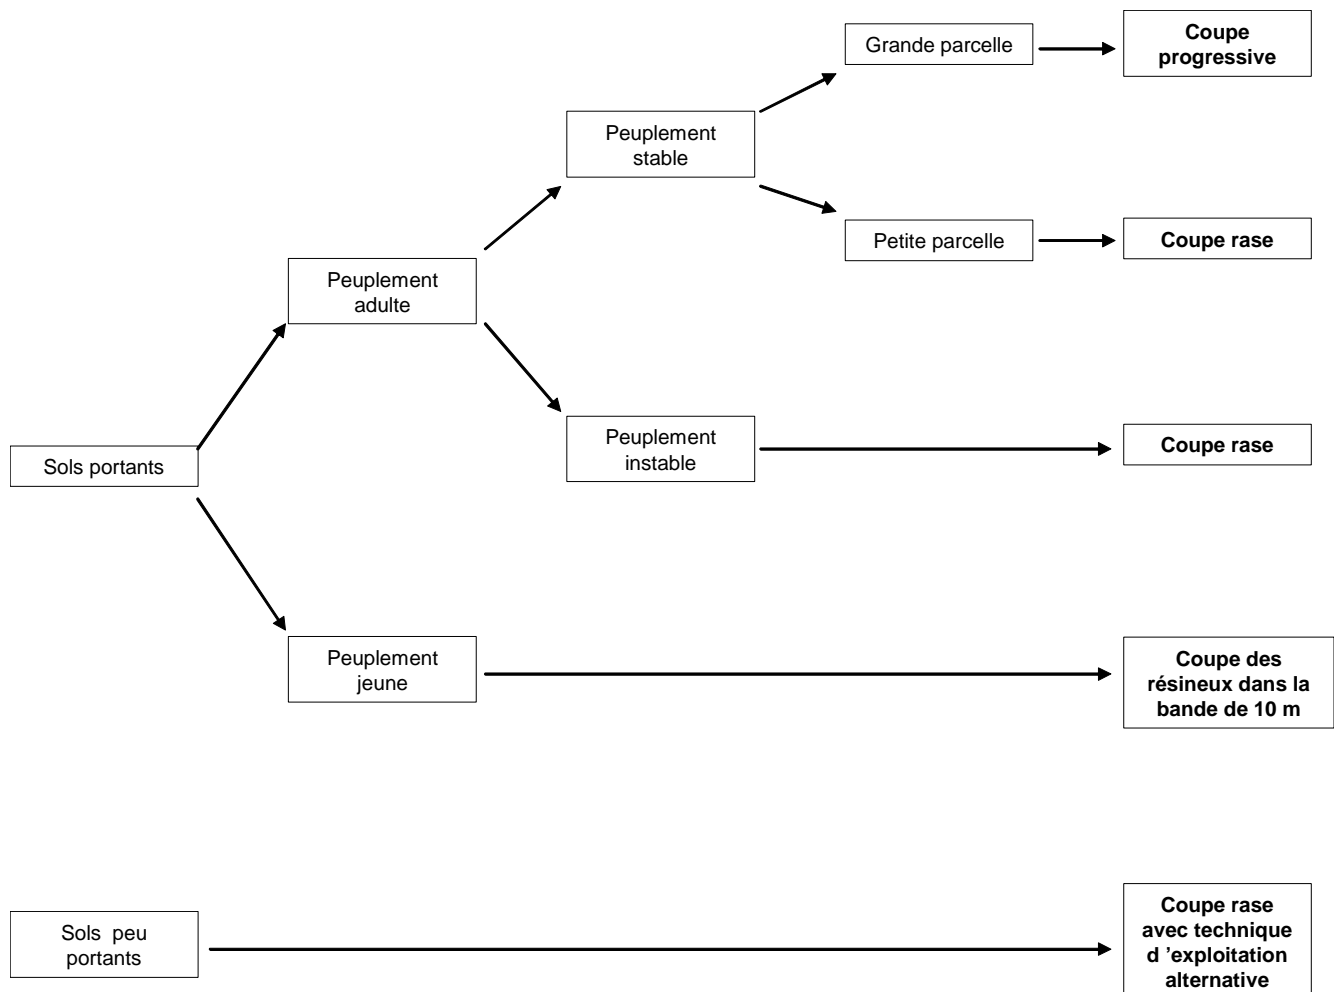 Grande parcelle
Coupe
progressive
Peuplement
stable
Petite parcelle
Coupe rase
Peuplement
adulte
Peuplement
instable
Coupe rase
Sols portants
Peuplement
jeune
Coupe des
résineux dans la
bande de 10 m
Sols peu
portants
Coupe rase
avec technique
d ’exploitation
alternative